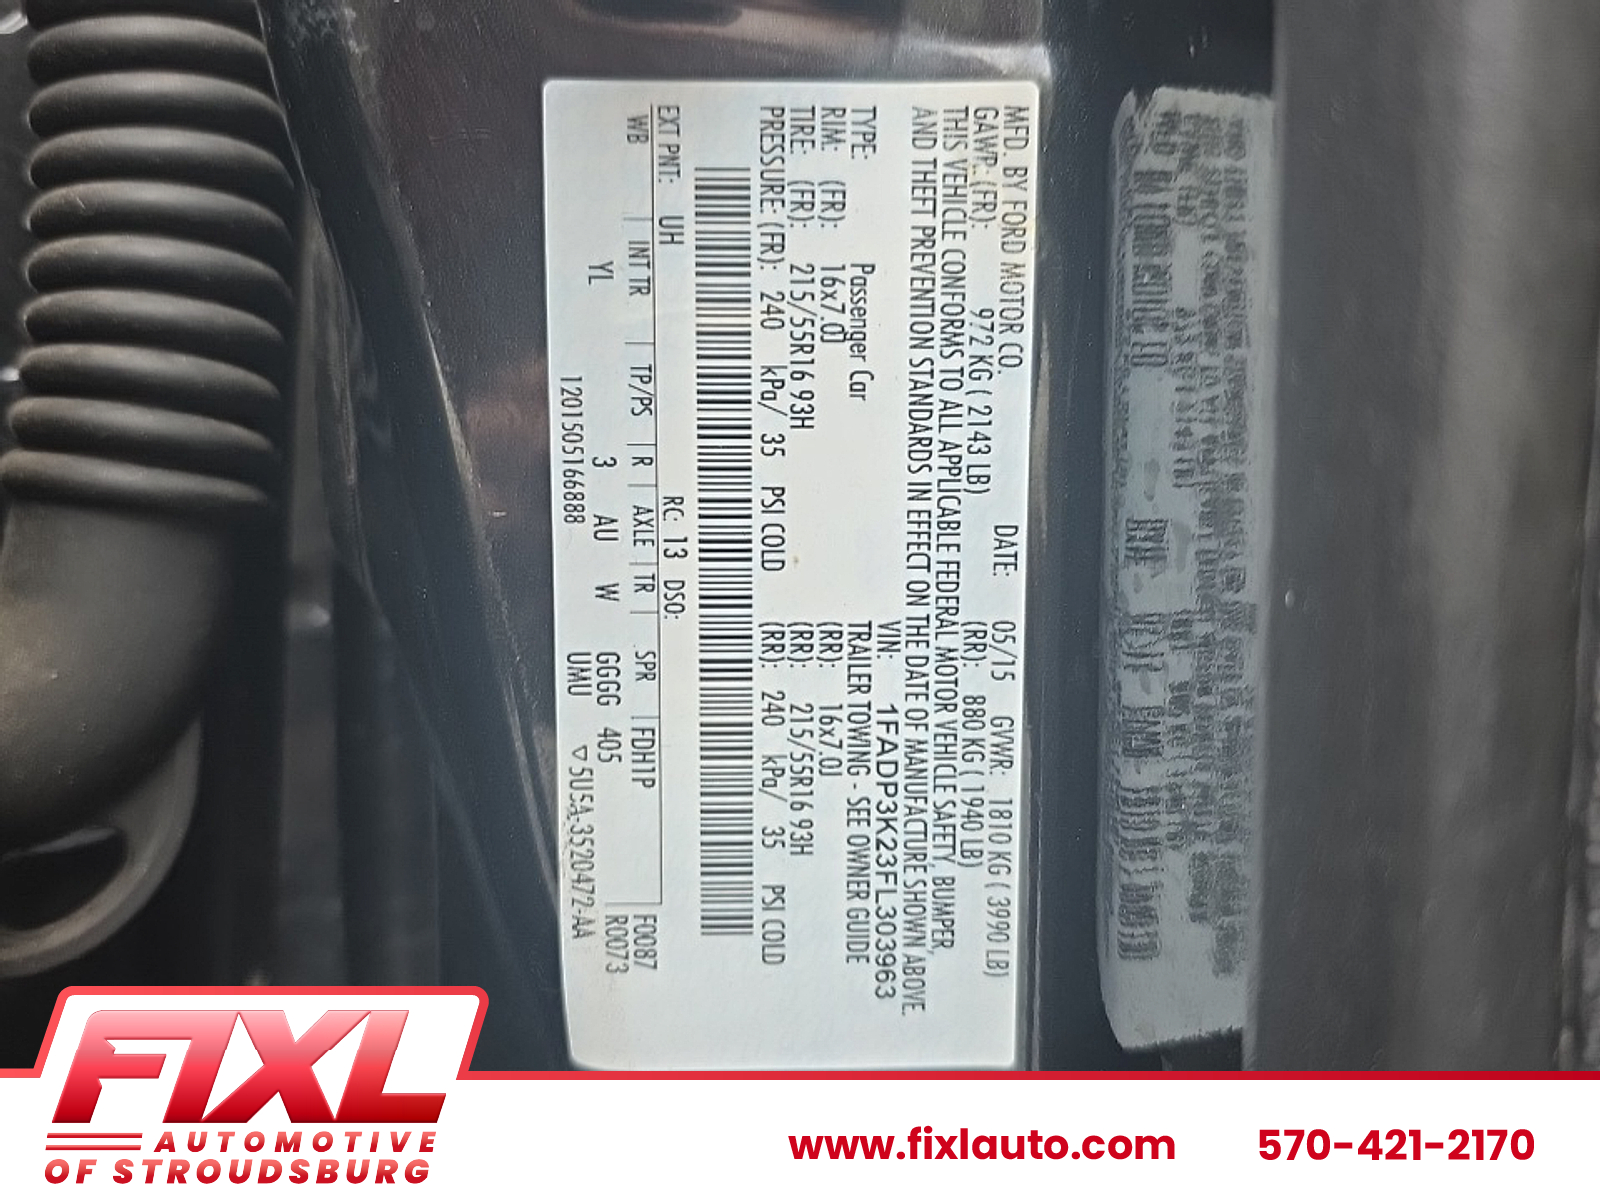 MFD. BY FORD MOTOR CO. DATE: 05/15 GVWR: 1810 KG ( 3990 LB)
GAWR: (FR): 972 KG ( 2143 LB) (RR): 880 KG ( 1940 LB)
THIS VEHICLE CONFORMS TO ALL APPLICABLE FEDERAL MOTOR VEHICLE SAFETY, BUMPER,
AND THEFT PREVENTION STANDARDS IN EFFECT ON THE DATE OF MANUFACTURE SHOWN ABOVE.
VIN: 1FADP3K23FL303963
TYPE: Passenger Car TRAILER TOWING - SEE OWNER GUIDE
RIM: (FR): 16x7.0J (RR): 16x7.0J
TIRE: (FR): 215/55R16 93H (RR): 215/55R16 93H
PRESSURE: (FR): 240 kPa/ 35 PSI COLD (RR): 240 kPa/ 35 PSI COLD
EXT PNT: UH RC: 13 DSO:
WB | INT TR | TP/PS | R | AXLE | TR | SPR | FDH1P F0087
YL 3 AU W GGGG 405 R0073
120150516 6888 UMU ▽5U5A-3520472-AA
FIXL
AUTOMOTIVE
OF STROUDSBURG
www.fixlauto.com 570-421-2170